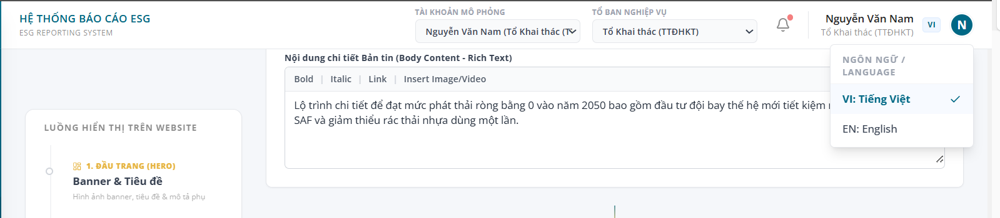 HỆ THỐNG BÁO CÁO ESG
ESG REPORTING SYSTEM
TÀI KHOẢN MÔ PHỎNG
Nguyễn Văn Nam (Tổ Khai thác (T
TỔ BAN NGHIỆP VỤ
Tổ Khai thác (TTĐHKT)
Nguyễn Văn Nam
Tổ Khai thác (TTĐHKT)
VI
N
NGÔN NGỮ /
LANGUAGE
VI: Tiếng Việt
EN: English
Nội dung chi tiết Bản tin (Body Content - Rich Text)
Bold | Italic | Link | Insert Image/Video
Lộ trình chi tiết để đạt mức phát thải ròng bằng 0 vào năm 2050 bao gồm đầu tư đội bay thế hệ mới tiết kiệm
SAF và giảm thiểu rác thải nhựa dùng một lần.
LUỒNG HIỂN THỊ TRÊN WEBSITE
1. ĐẦU TRANG (HERO)
Banner & Tiêu đề
Hình ảnh banner, tiêu đề & mô tả phụ